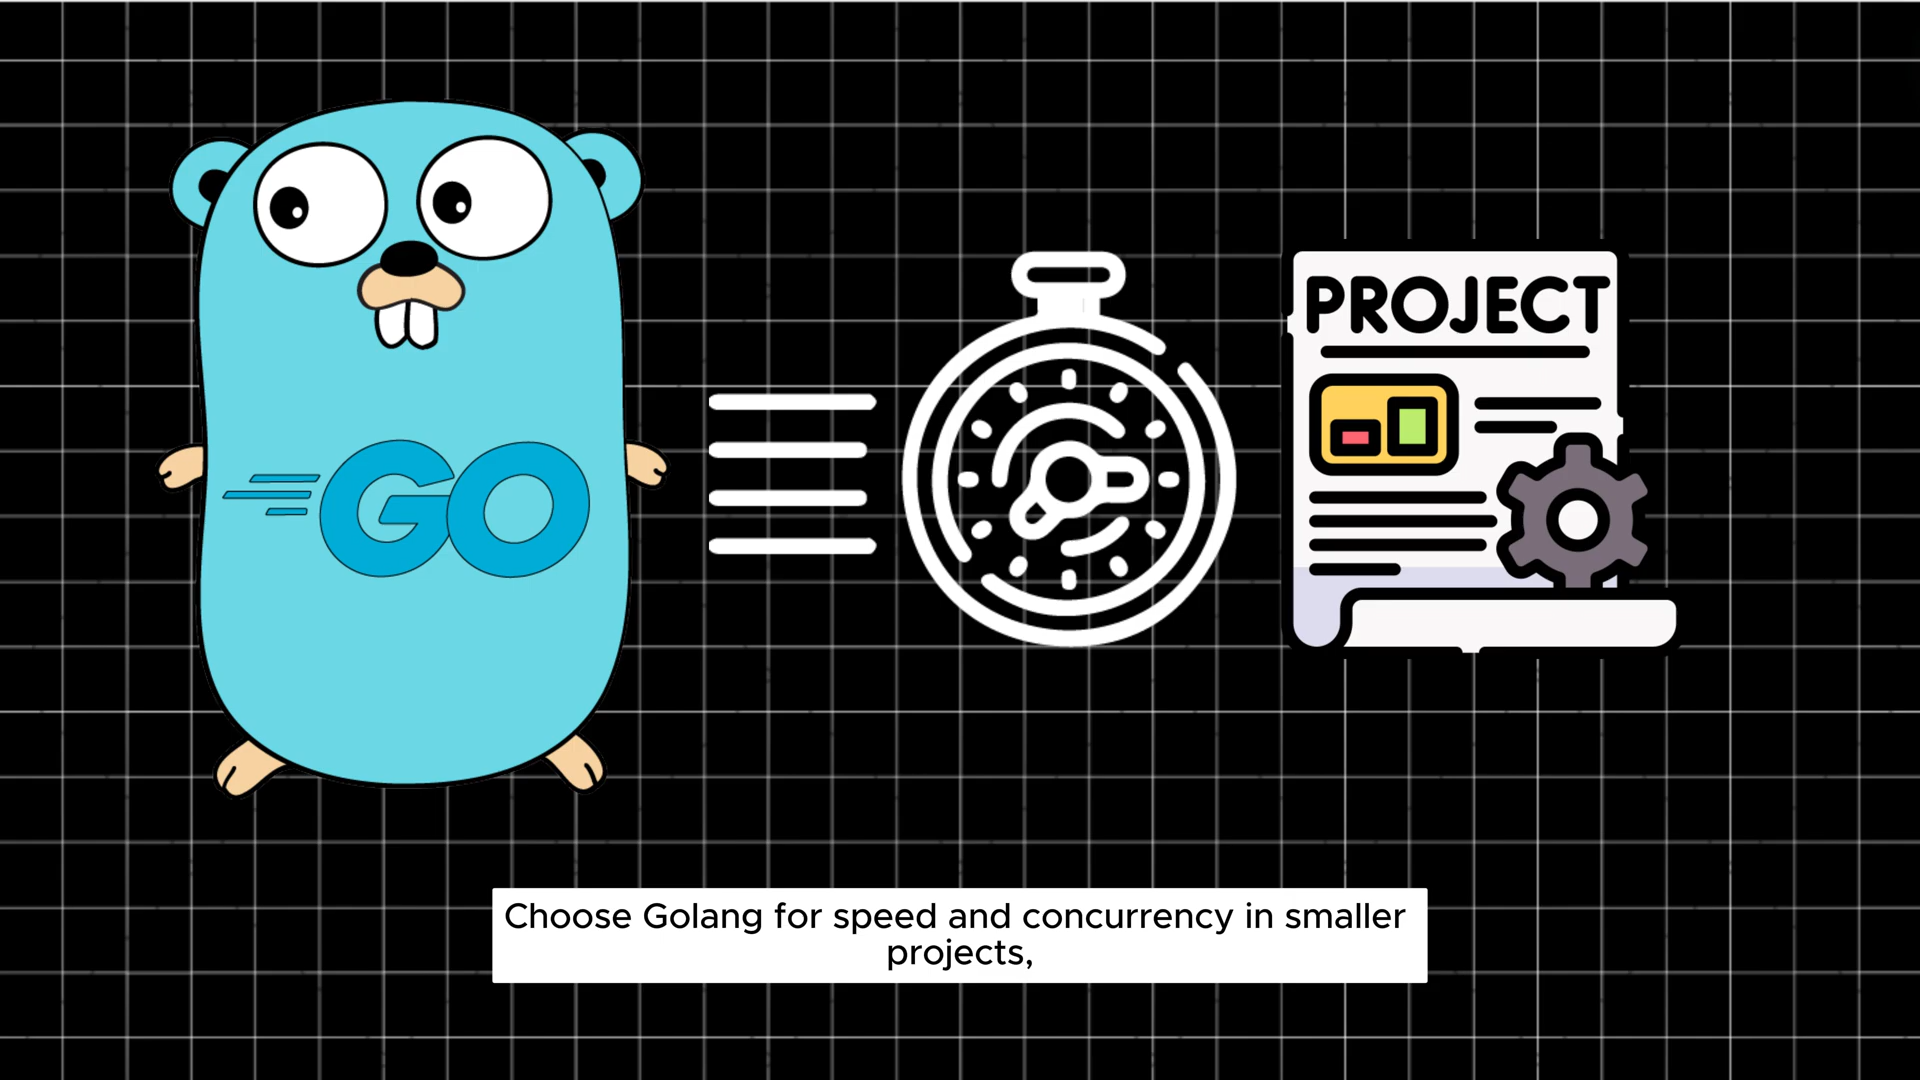 GO
PROJECT
Choose Golang for speed and concurrency in smaller
projects,